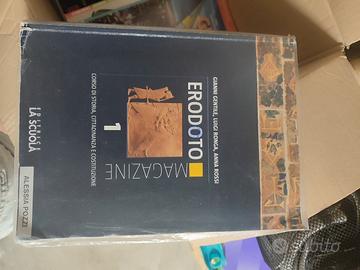 GIANNI GENTILE, LUIGI RONGA, ANNA ROSSI
ERODOTO
MAGAZINE
1
CORSO DI STORIA, CITTADINANZA E COSTITUZIONE
LA SCUOLA
ALESSIA POZZI
subito